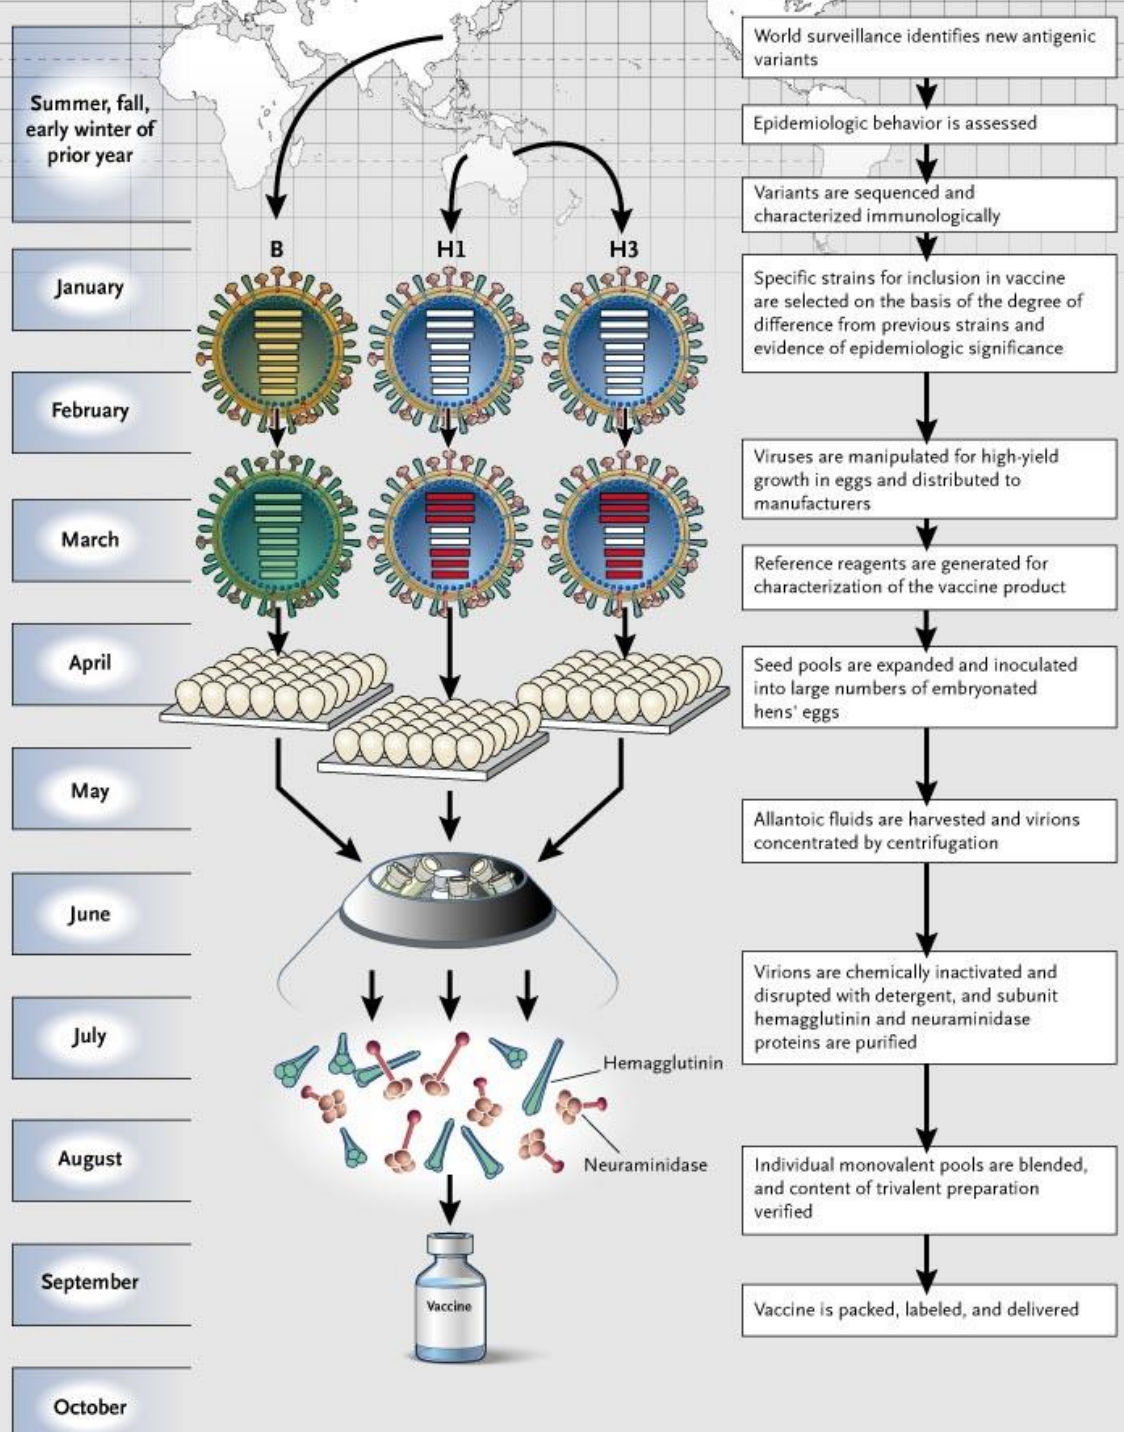 Summer, fall,
early winter of
prior year
January
February
March
April
May
June
July
August
September
October
B
H1
H3
Hemagglutinin
Neuraminidase
Vaccine
World surveillance identifies new antigenic
variants
Epidemiologic behavior is assessed
Variants are sequenced and
characterized immunologically
Specific strains for inclusion in vaccine
are selected on the basis of the degree of
difference from previous strains and
evidence of epidemiologic significance
Viruses are manipulated for high-yield
growth in eggs and distributed to
manufacturers
Reference reagents are generated for
characterization of the vaccine product
Seed pools are expanded and inoculated
into large numbers of embryonated
hens' eggs
Allantoic fluids are harvested and virions
concentrated by centrifugation
Virions are chemically inactivated and
disrupted with detergent, and subunit
hemagglutinin and neuraminidase
proteins are purified
Individual monovalent pools are blended,
and content of trivalent preparation
verified
Vaccine is packed, labeled, and delivered